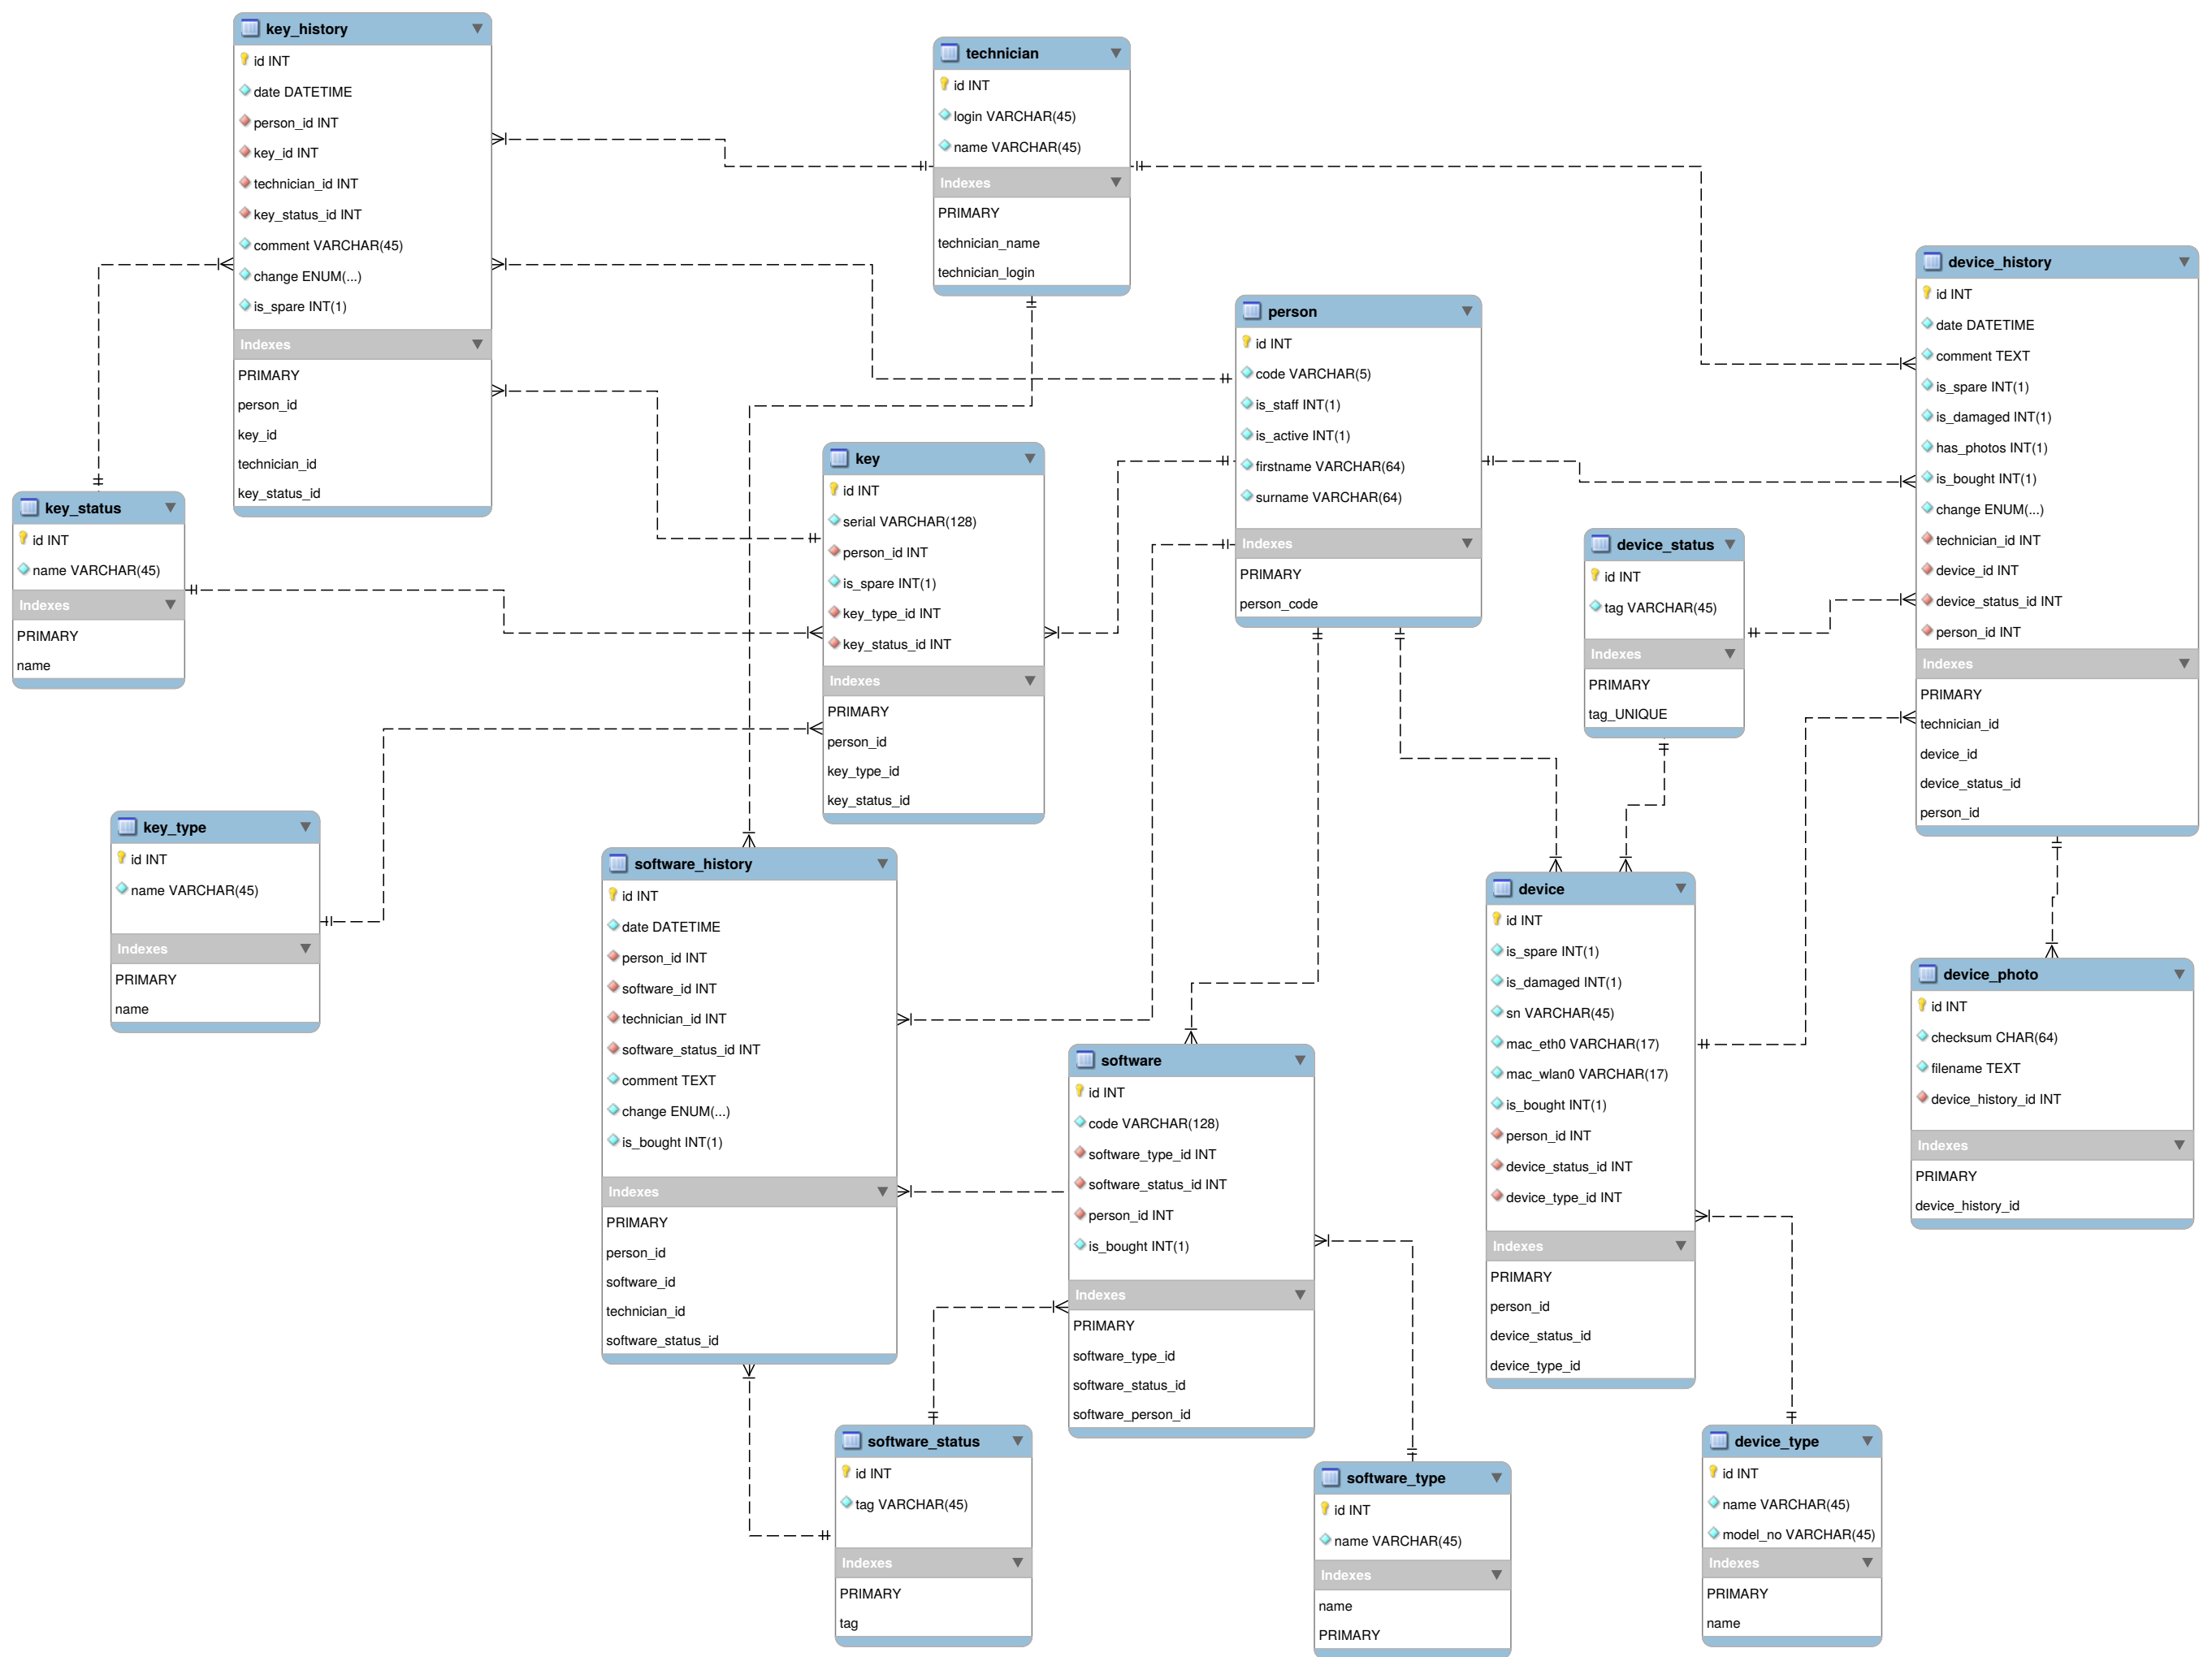 key_history
id INT
date DATETIME
person_id INT
key_id INT
technician_id INT
key_status_id INT
comment VARCHAR(45)
change ENUM(...)
is_spare INT(1)
Indexes
PRIMARY
person_id
key_id
technician_id
key_status_id
technician
id INT
login VARCHAR(45)
name VARCHAR(45)
Indexes
PRIMARY
technician_name
technician_login
person
id INT
code VARCHAR(5)
is_staff INT(1)
is_active INT(1)
firstname VARCHAR(64)
surname VARCHAR(64)
Indexes
PRIMARY
person_code
device_history
id INT
date DATETIME
comment TEXT
is_spare INT(1)
is_damaged INT(1)
has_photos INT(1)
is_bought INT(1)
change ENUM(...)
technician_id INT
device_id INT
device_status_id INT
person_id INT
Indexes
PRIMARY
technician_id
device_id
device_status_id
person_id
key_status
id INT
name VARCHAR(45)
Indexes
PRIMARY
name
key
id INT
serial VARCHAR(128)
person_id INT
is_spare INT(1)
key_type_id INT
key_status_id INT
Indexes
PRIMARY
person_id
key_type_id
key_status_id
device_status
id INT
tag VARCHAR(45)
Indexes
PRIMARY
tag_UNIQUE
key_type
id INT
name VARCHAR(45)
Indexes
PRIMARY
name
software_history
id INT
date DATETIME
person_id INT
software_id INT
technician_id INT
software_status_id INT
comment TEXT
change ENUM(...)
is_bought INT(1)
Indexes
PRIMARY
person_id
software_id
technician_id
software_status_id
software
id INT
code VARCHAR(128)
software_type_id INT
software_status_id INT
person_id INT
is_bought INT(1)
Indexes
PRIMARY
software_type_id
software_status_id
software_person_id
device
id INT
is_spare INT(1)
is_damaged INT(1)
sn VARCHAR(45)
mac_eth0 VARCHAR(17)
mac_wlan0 VARCHAR(17)
is_bought INT(1)
person_id INT
device_status_id INT
device_type_id INT
Indexes
PRIMARY
person_id
device_status_id
device_type_id
device_photo
id INT
checksum CHAR(64)
filename TEXT
device_history_id INT
Indexes
PRIMARY
device_history_id
software_status
id INT
tag VARCHAR(45)
Indexes
PRIMARY
tag
software_type
id INT
name VARCHAR(45)
Indexes
name
PRIMARY
device_type
id INT
name VARCHAR(45)
model_no VARCHAR(45)
Indexes
PRIMARY
name